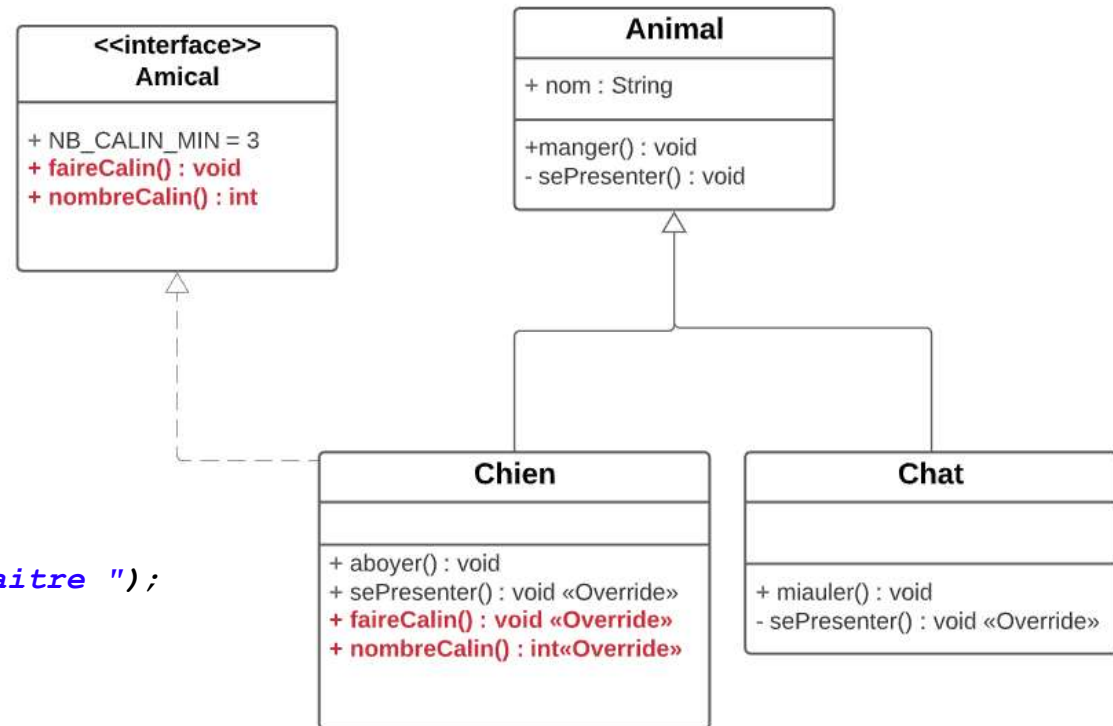 <<interface>>
Amical
+ NB_CALIN_MIN = 3
+ faireCalin() : void
+ nombreCalin() : int
Animal
+ nom : String
+manger() : void
- sePresenter() : void
aitre ");
Chien
+ aboyer() : void
+ sePresenter() : void «Override»
+ faireCalin() : void «Override»
+ nombreCalin() : int«Override»
Chat
+ miauler() : void
- sePresenter() : void «Override»